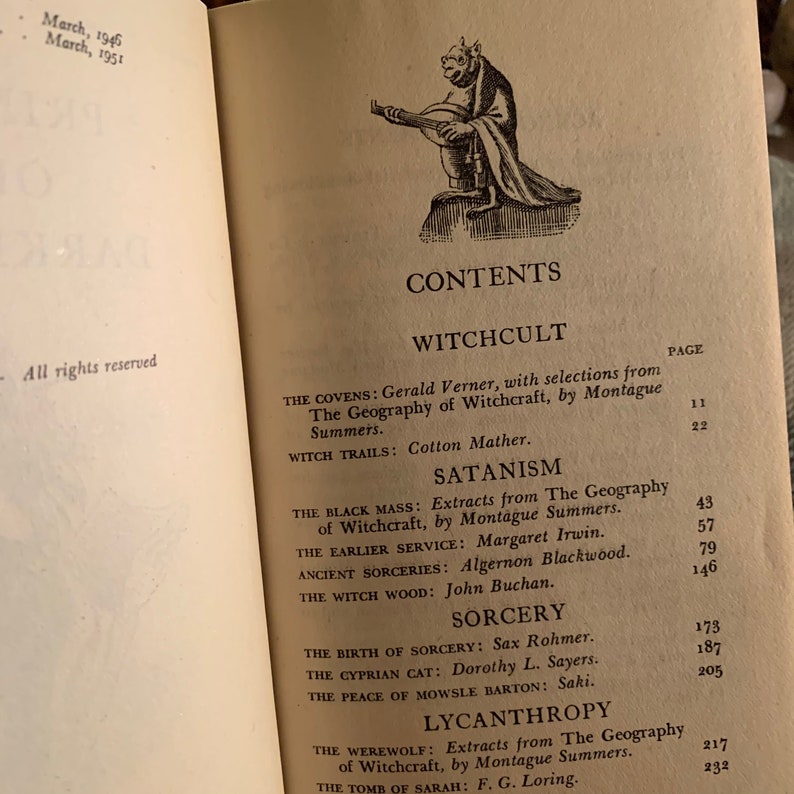 . March, 1946
. . March, 1951
. All rights reserved
CONTENTS
WITCHCULT
PAGE
THE COVENS: Gerald Verner, with selections from
The Geography of Witchcraft, by Montague
Summers. 11
WITCH TRAILS: Cotton Mather. 22
SATANISM
THE BLACK MASS: Extracts from The Geography
of Witchcraft, by Montague Summers. 43
THE EARLIER SERVICE: Margaret Irwin. 57
ANCIENT SORCERIES: Algernon Blackwood. 79
THE WITCH WOOD: John Buchan. 146
SORCERY
THE BIRTH OF SORCERY: Sax Rohmer. 173
THE CYPRIAN CAT: Dorothy L. Sayers. 187
THE PEACE OF MOWSLE BARTON: Saki. 205
LYCANTHROPY
THE WEREWOLF: Extracts from The Geography
of Witchcraft, by Montague Summers. 217
THE TOMB OF SARAH: F. G. Loring. 232